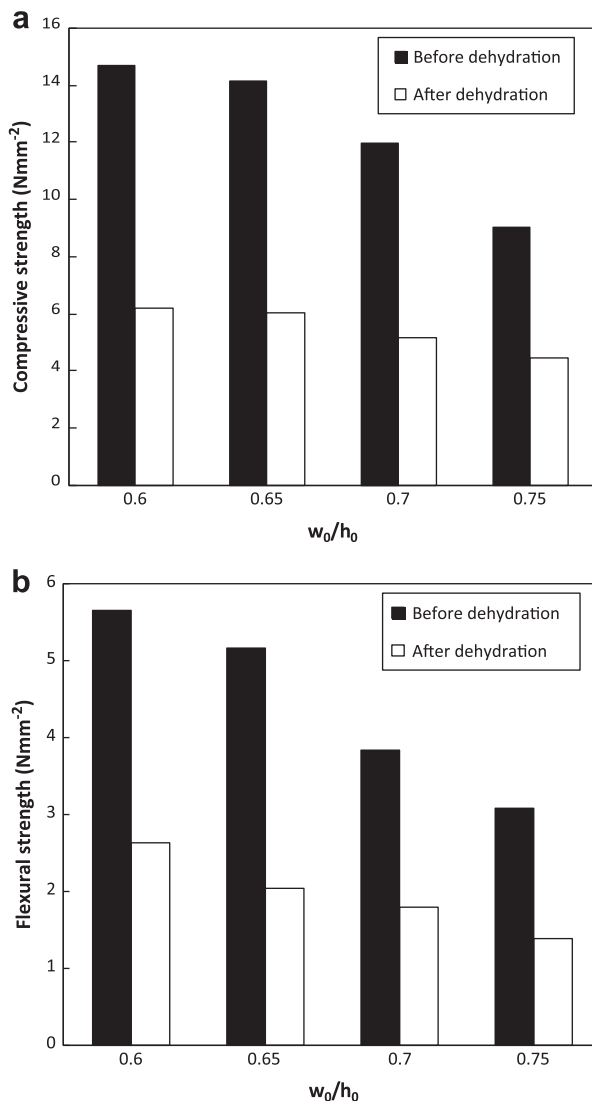 a
16
14
12
10
8
6
4
2
0
Compressive strength (Nmm⁻²)
Before dehydration
After dehydration
0.6 0.65 0.7 0.75
w₀/h₀
b
6
5
4
3
2
1
0
Flexural strength (Nmm⁻²)
Before dehydration
After dehydration
0.6 0.65 0.7 0.75
w₀/h₀